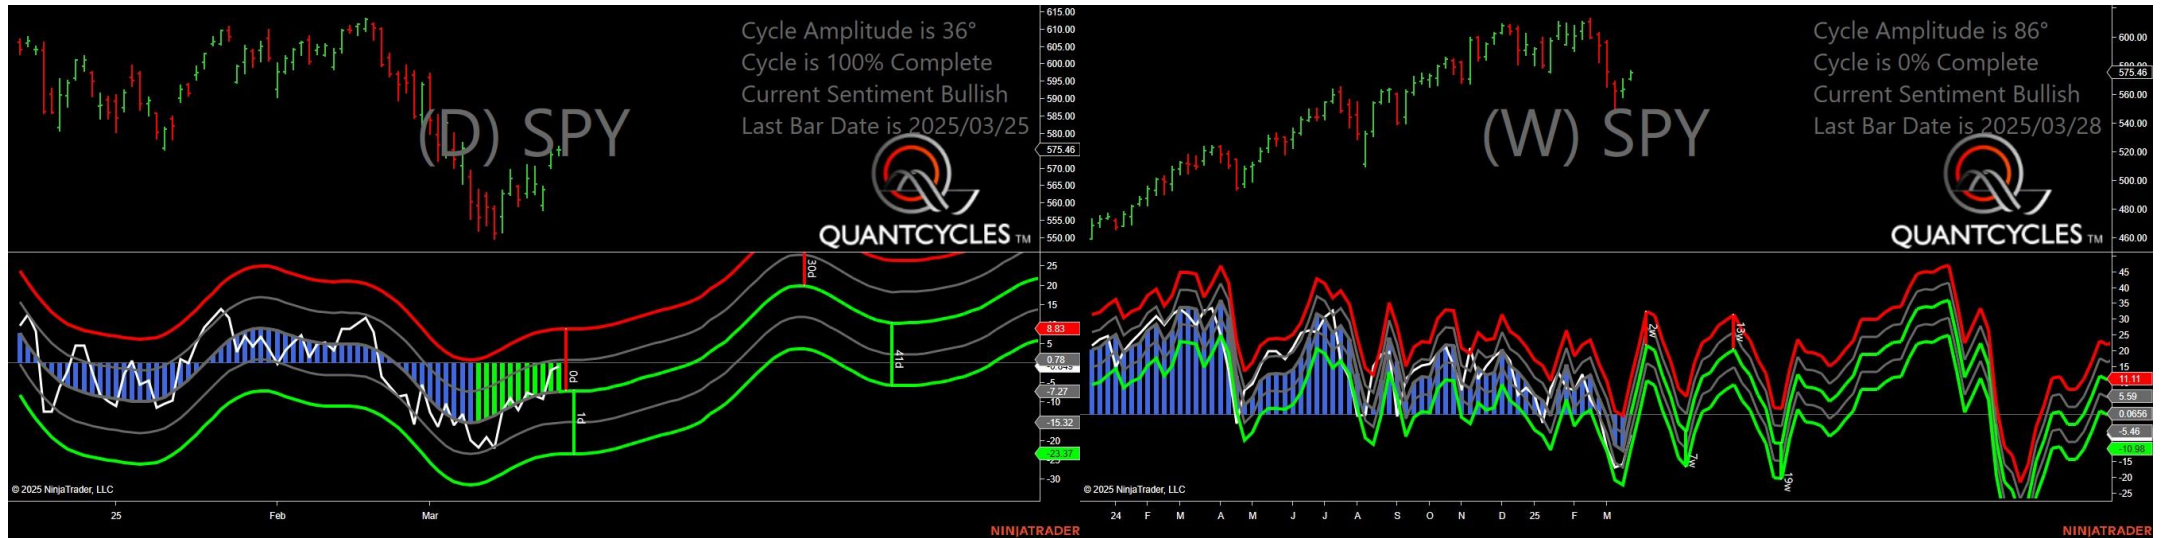 Cycle Amplitude is 36°
Cycle is 100% Complete
Current Sentiment Bullish
Last Bar Date is 2025/03/25
(D) SPY
QUANTCYCLES TM
615.00
610.00
605.00
600.00
595.00
590.00
585.00
580.00
575.46
570.00
565.00
560.00
555.00
550.00
30d
0d
1d
41d
25
20
15
8.83
5
0.78
-5
-7.27
-10
-15.32
-20
-23.37
-30
© 2025 NinjaTrader, LLC
25 Feb Mar
NINJATRADER
Cycle Amplitude is 86°
Cycle is 0% Complete
Current Sentiment Bullish
Last Bar Date is 2025/03/28
(W) SPY
QUANTCYCLES TM
600.00
575.46
560.00
540.00
520.00
500.00
480.00
460.00
2w
13w
7w
19w
45
40
35
30
25
20
15
11.11
5.59
0.0656
-5.46
-10.98
-15
-20
-25
© 2025 NinjaTrader, LLC
24 F M A M J J A S O N D 25 F M
NINJATRADER